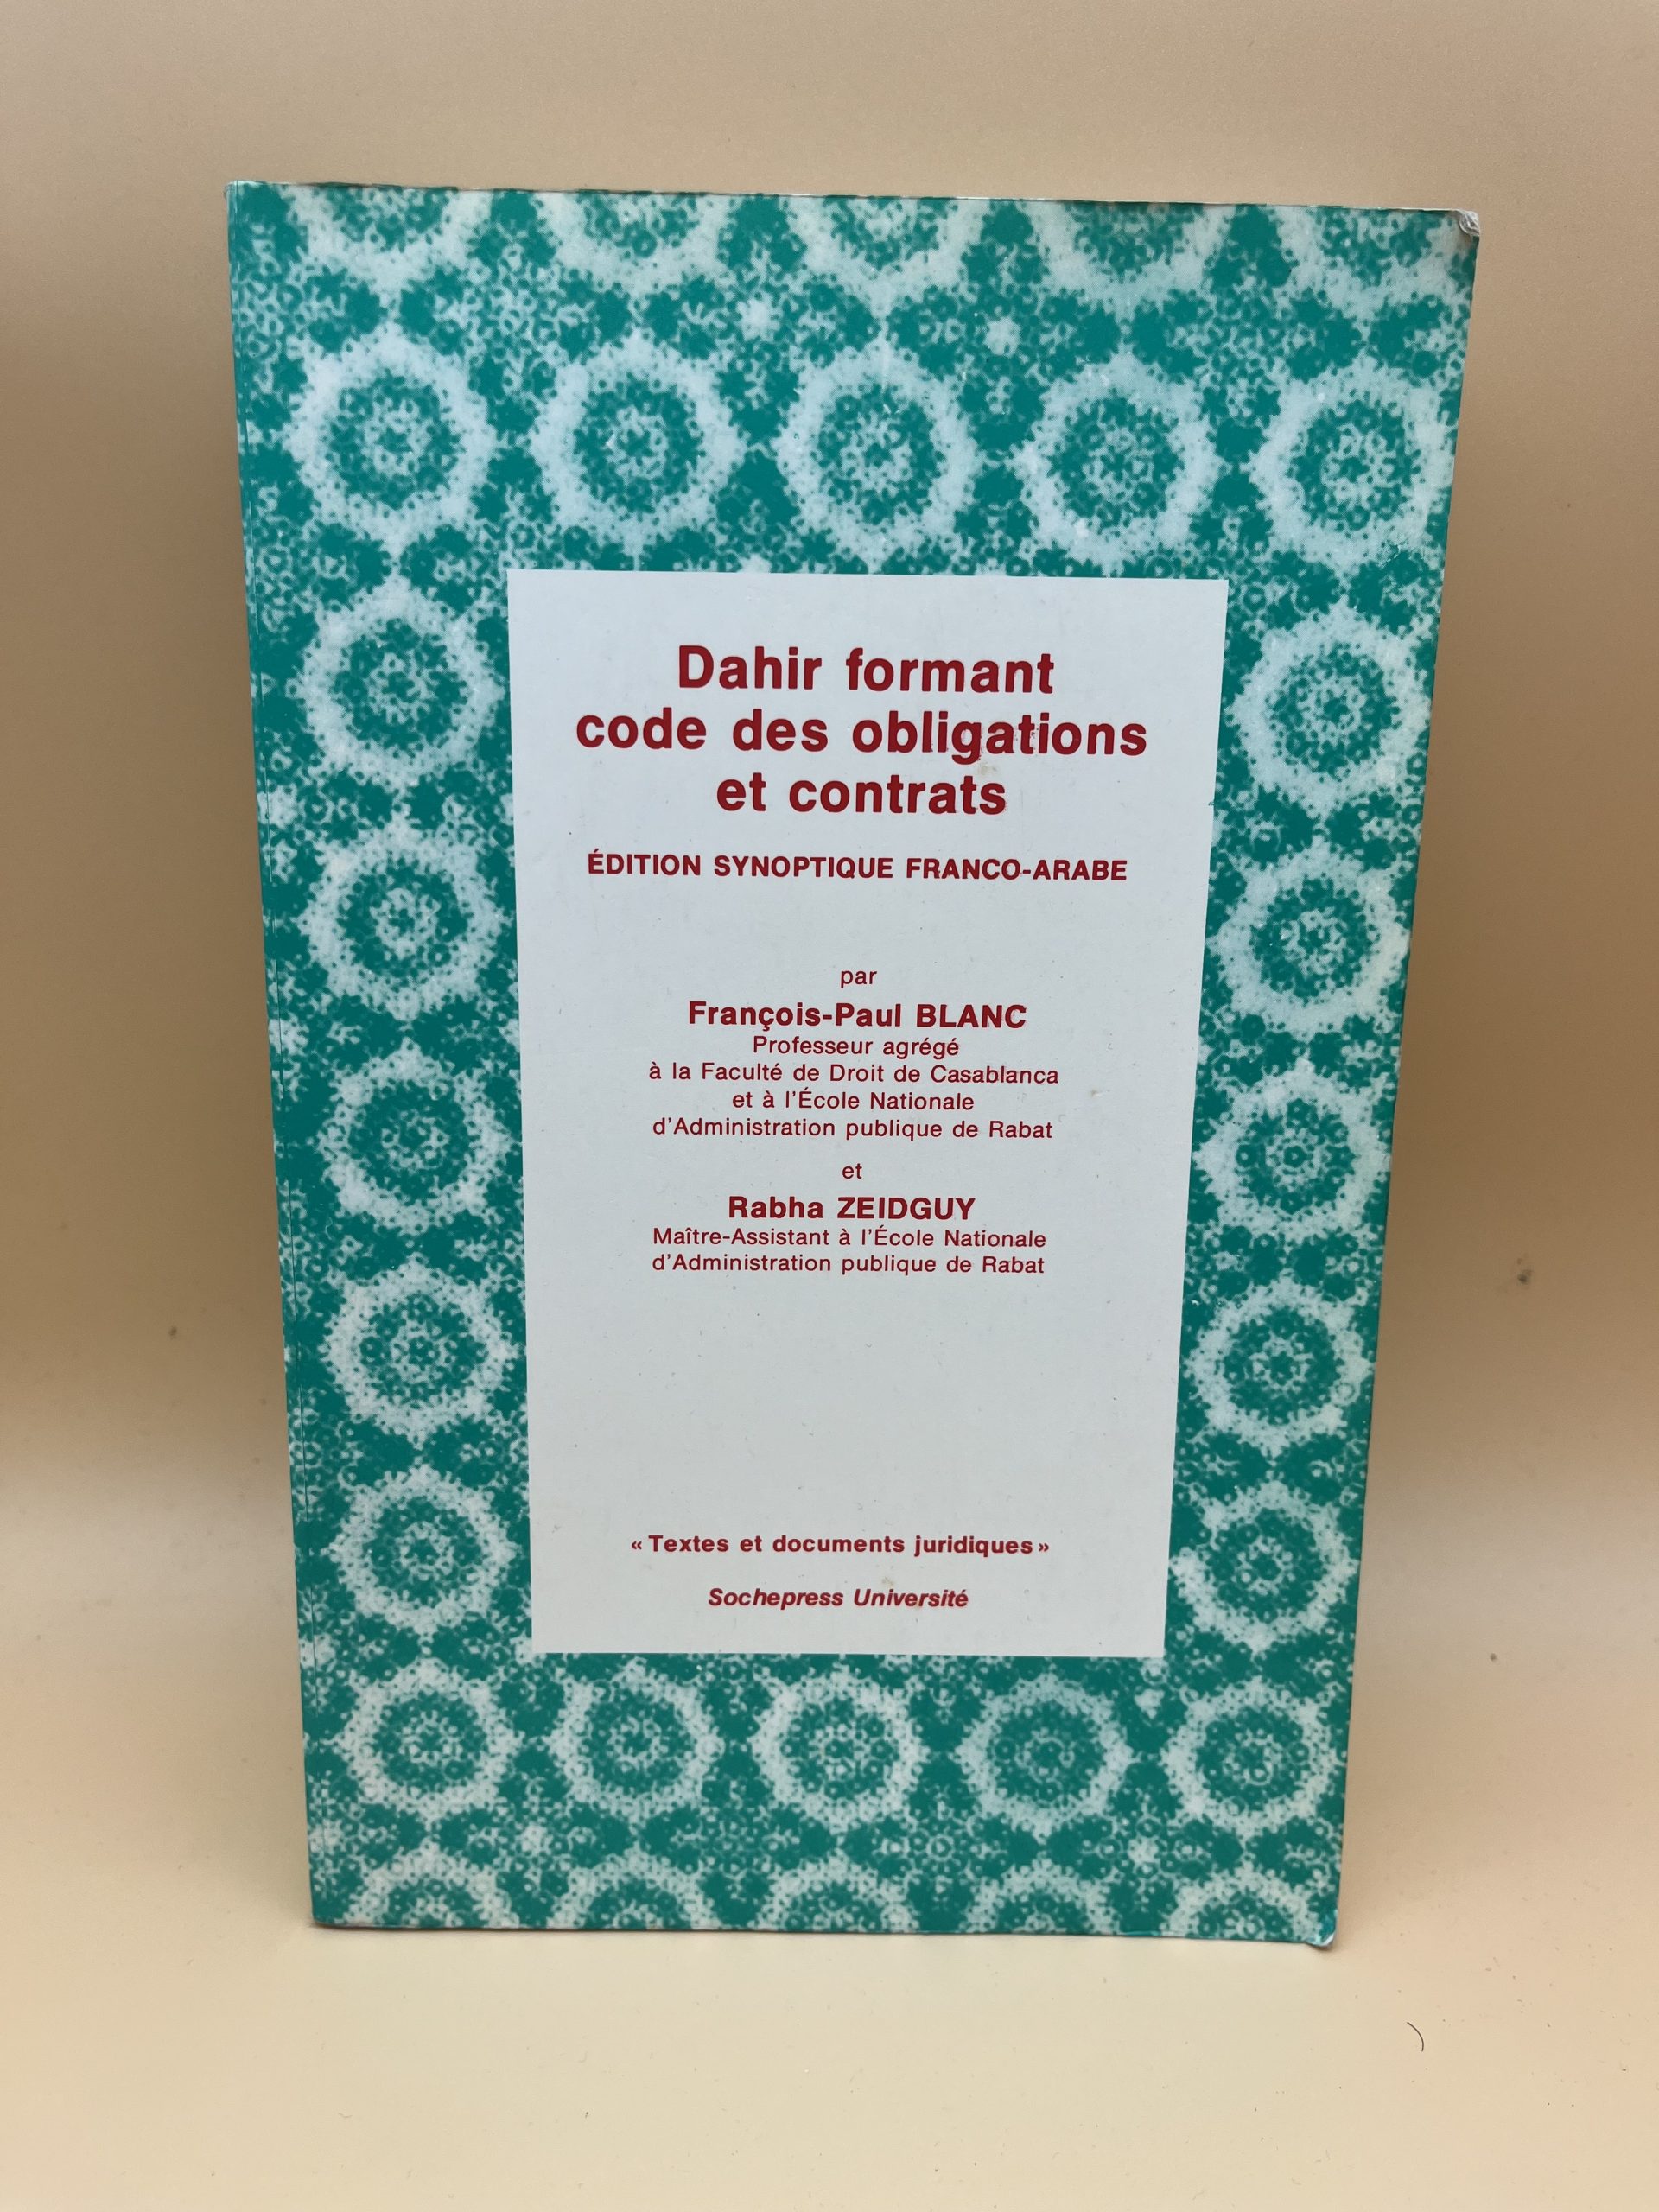 Dahir formant
code des obligations
et contrats
ÉDITION SYNOPTIQUE FRANCO-ARABE
par
François-Paul BLANC
Professeur agrégé
à la Faculté de Droit de Casablanca
et à l'École Nationale
d'Administration publique de Rabat
et
Rabha ZEIDGUY
Maître-Assistant à l'École Nationale
d'Administration publique de Rabat
« Textes et documents juridiques »
Sochepress Université